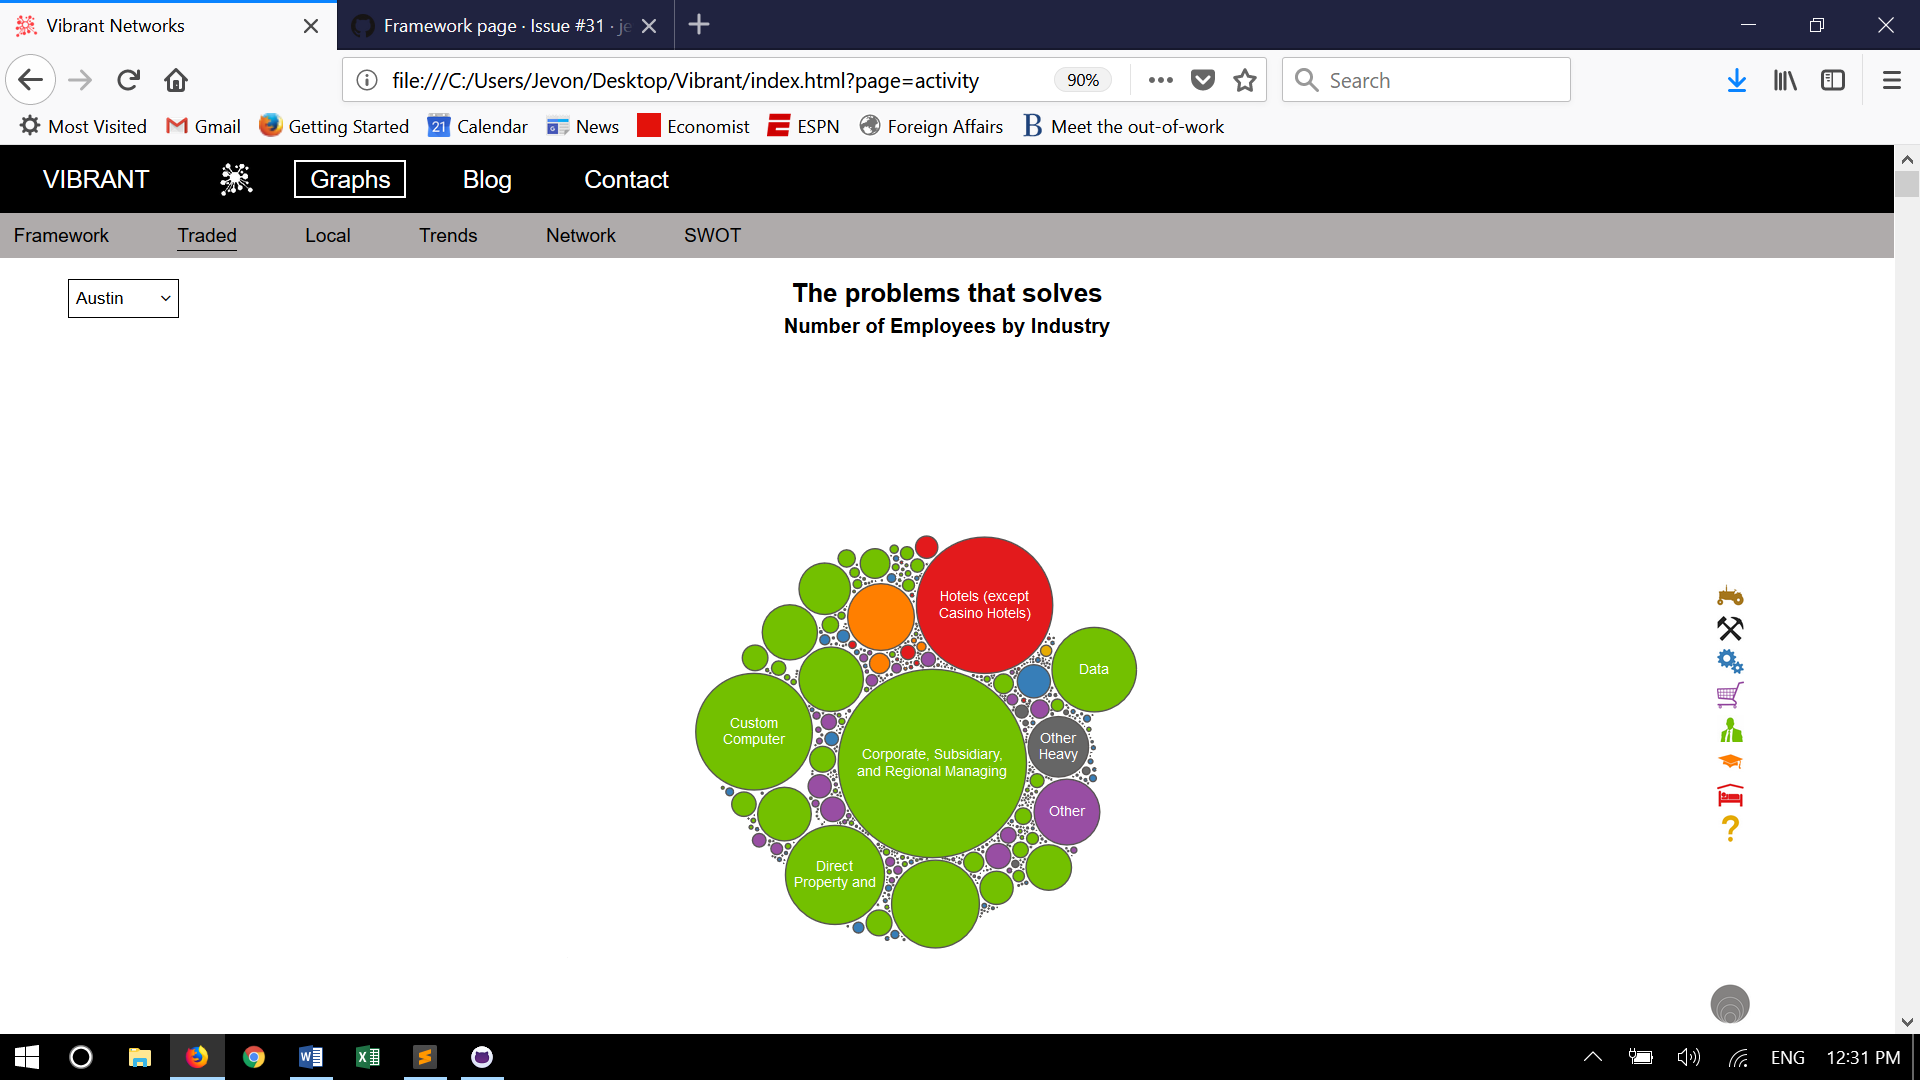 Vibrant Networks
Framework page · Issue #31 · je
file:///C:/Users/Jevon/Desktop/Vibrant/index.html?page=activity
90%
Search
Most Visited
Gmail
Getting Started
21
Calendar
News
Economist
ESPN
Foreign Affairs
B
Meet the out-of-work
VIBRANT
Graphs
Blog
Contact
Framework
Traded
Local
Trends
Network
SWOT
Austin
The problems that solves
Number of Employees by Industry
Hotels (except
Casino Hotels)
Data
Custom
Computer
Other
Heavy
Corporate, Subsidiary,
and Regional Managing
Other
Direct
Property and
?
ENG
12:31 PM